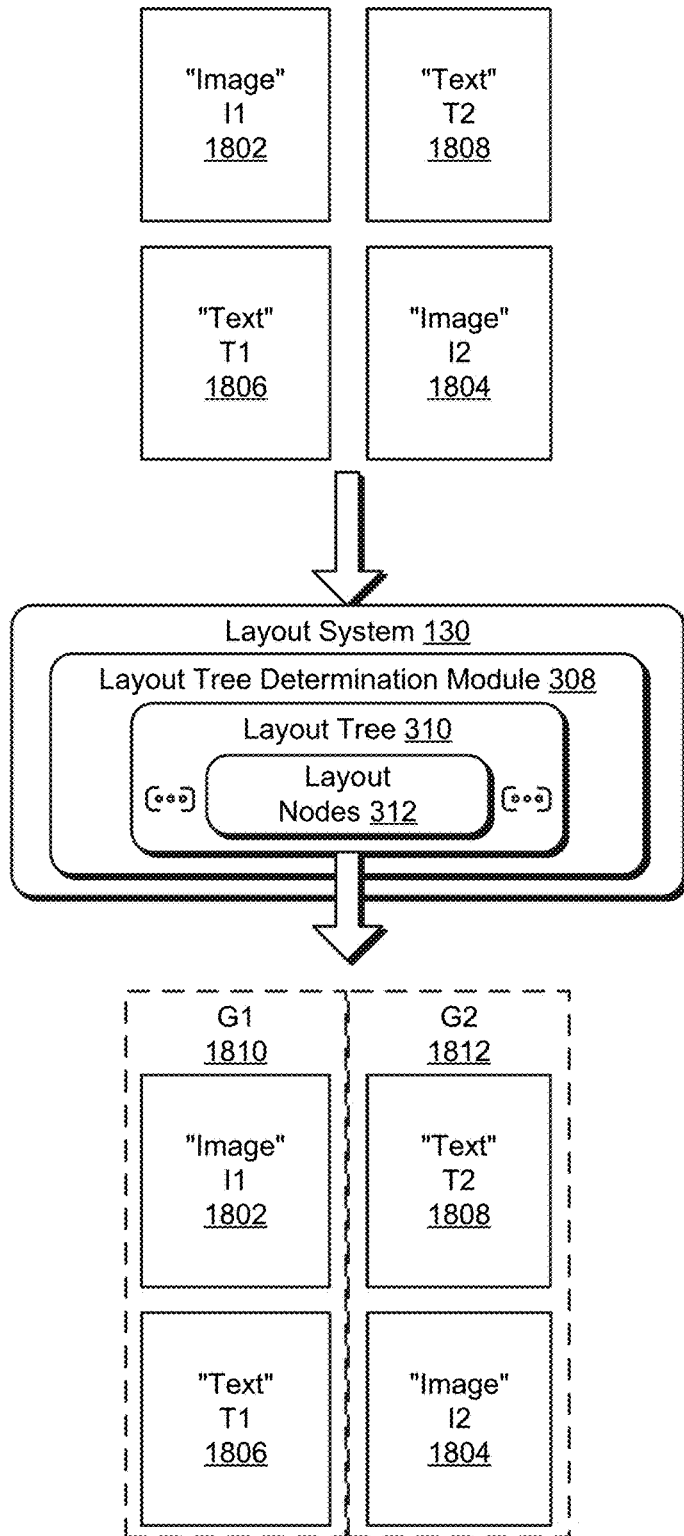 "Image"
I1
1802
"Text"
T2
1808
"Text"
T1
1806
"Image"
I2
1804
Layout System 130
Layout Tree Determination Module 308
Layout Tree 310
Layout
Nodes 312
G1
1810
G2
1812
"Image"
I1
1802
"Text"
T2
1808
"Text"
T1
1806
"Image"
I2
1804